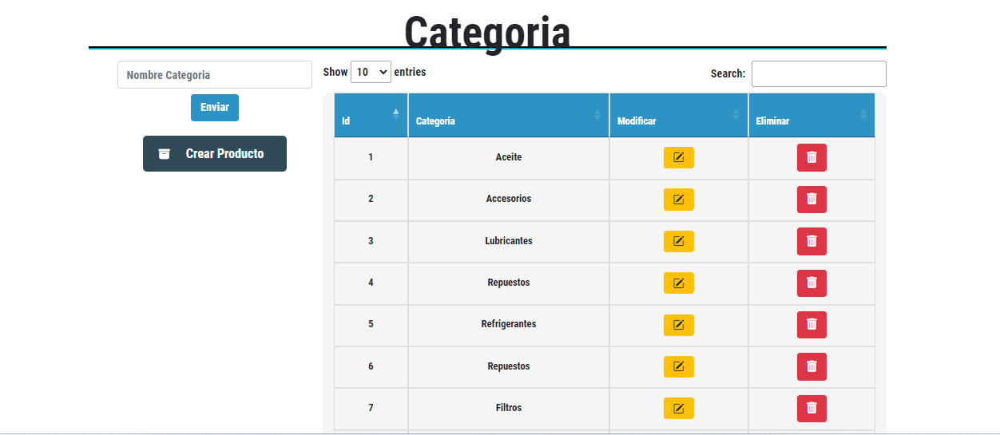 Categoria
Nombre Categoria
Enviar
Crear Producto
Show 10 entries
Search:
Id Categoria Modificar Eliminar
1 Aceite
2 Accesorios
3 Lubricantes
4 Repuestos
5 Refrigerantes
6 Repuestos
7 Filtros